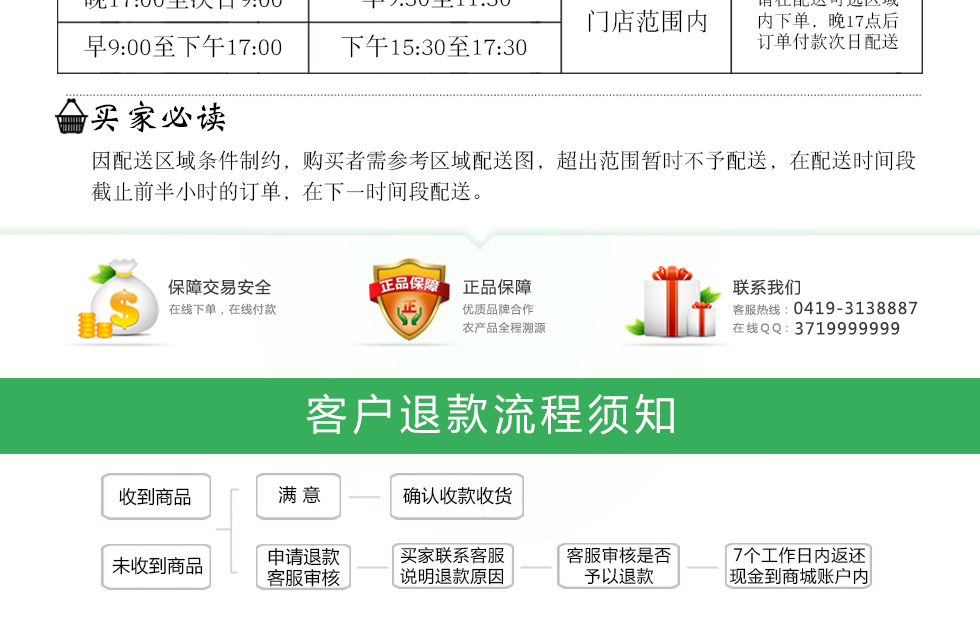 晚17:00至次日9:00
早9:30至11:30
请在配送可选区域
门店范围内
内下单，晚17点后
订单付款次日配送
早9:00至下午17:00
下午15:30至17:30
买家必读
因配送区域条件制约，购买者需参考区域配送图，超出范围暂时不予配送，在配送时间段
截止前半小时的订单，在下一时间段配送。
保障交易安全
在线下单，在线付款
正品保障
正
正品保障
优质品牌合作
农产品全程溯源
联系我们
客服热线：0419-3138887
在线QQ：3719999999
客户退款流程须知
收到商品
满 意
确认收款收货
未收到商品
申请退款
客服审核
买家联系客服
说明退款原因
客服审核是否
予以退款
7个工作日内返还
现金到商城账户内